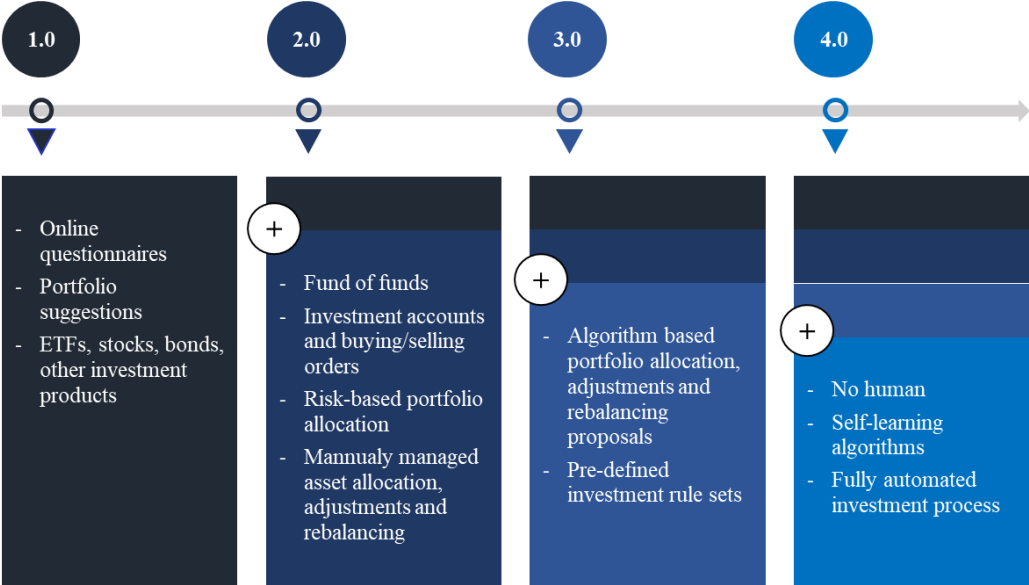 1.0
2.0
3.0
4.0
- Online
questionnaires
- Portfolio
suggestions
- ETFs, stocks, bonds,
other investment
products
+
- Fund of funds
- Investment accounts
and buying/selling
orders
- Risk-based portfolio
allocation
- Mannualy managed
asset allocation,
adjustments and
rebalancing
+
- Algorithm based
portfolio allocation,
adjustments and
rebalancing
proposals
- Pre-defined
investment rule sets
+
- No human
- Self-learning
algorithms
- Fully automated
investment process